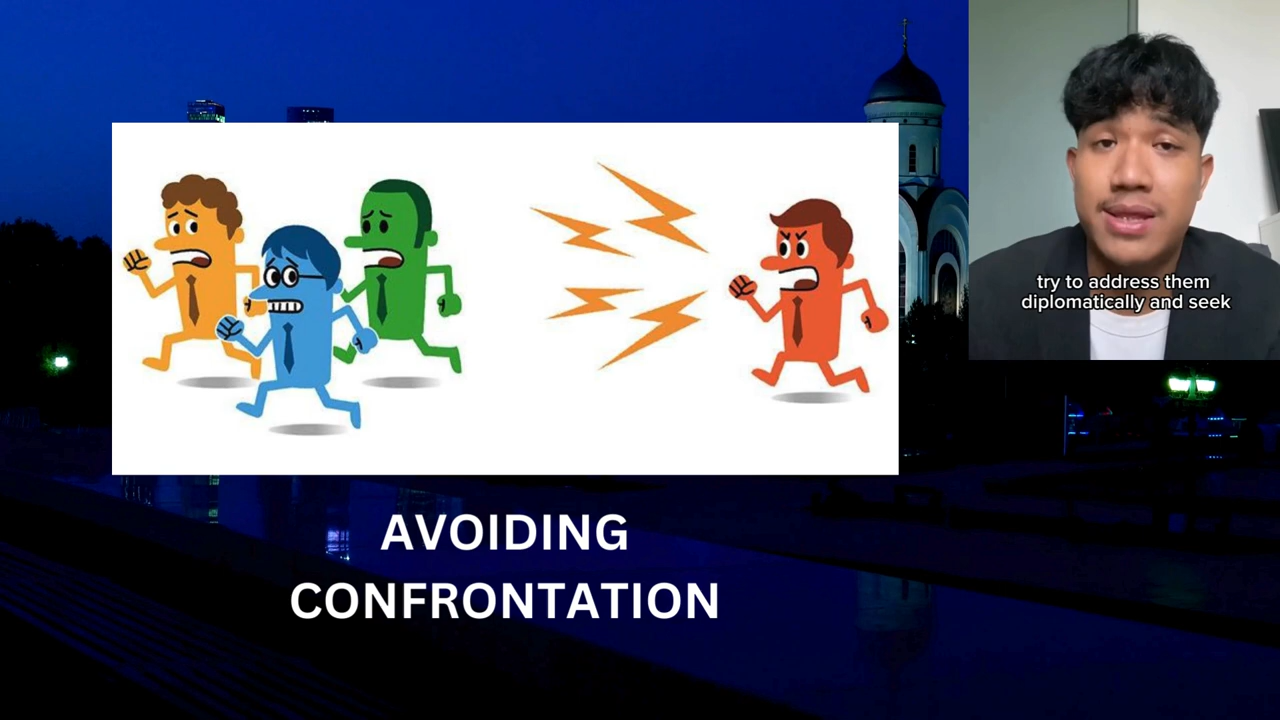 try to address them
diplomatically and seek
AVOIDING
CONFRONTATION